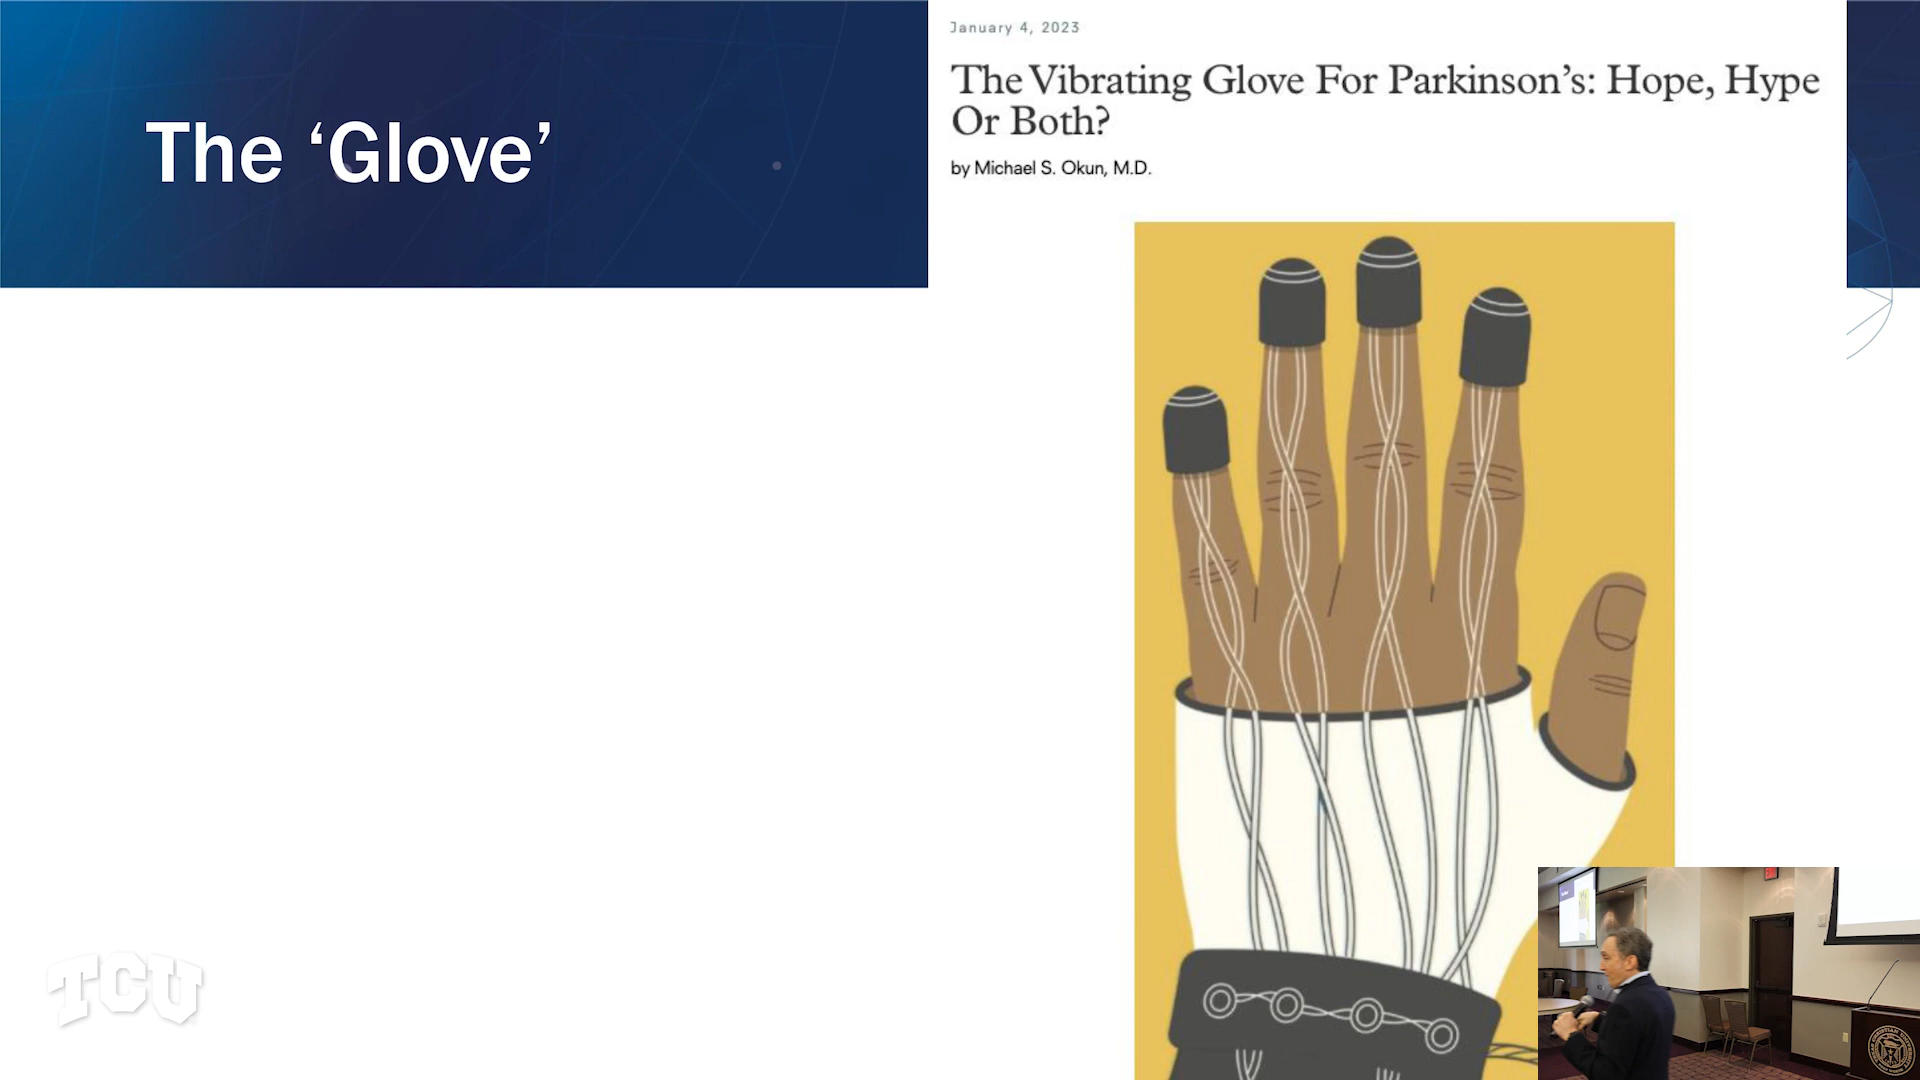 The ‘Glove’
January 4, 2023
The Vibrating Glove For Parkinson’s: Hope, Hype
Or Both?
by Michael S. Okun, M.D.
TCU